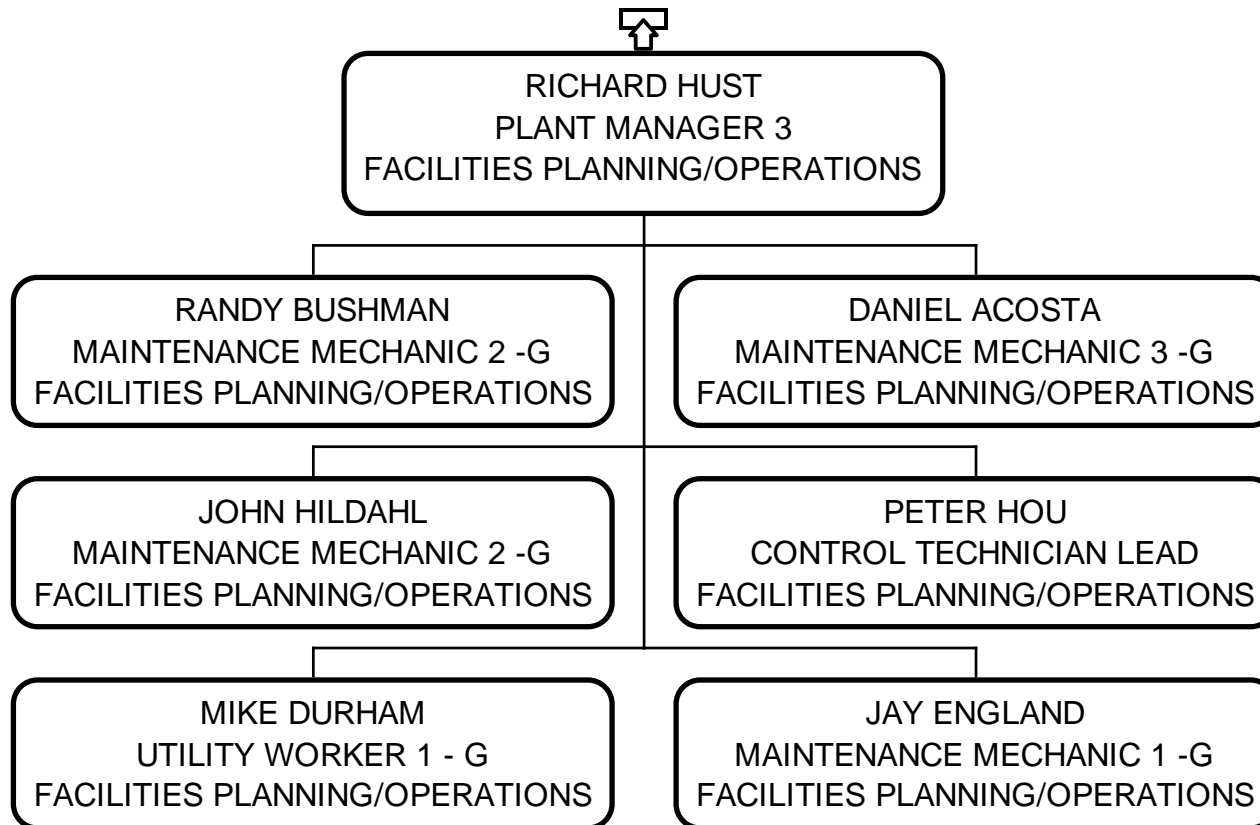 RICHARD HUST
PLANT MANAGER 3
FACILITIES PLANNING/OPERATIONS
RANDY BUSHMAN
MAINTENANCE MECHANIC 2 -G
FACILITIES PLANNING/OPERATIONS
DANIEL ACOSTA
MAINTENANCE MECHANIC 3 -G
FACILITIES PLANNING/OPERATIONS
JOHN HILDAHL
MAINTENANCE MECHANIC 2 -G
FACILITIES PLANNING/OPERATIONS
PETER HOU
CONTROL TECHNICIAN LEAD
FACILITIES PLANNING/OPERATIONS
MIKE DURHAM
UTILITY WORKER 1 - G
FACILITIES PLANNING/OPERATIONS
JAY ENGLAND
MAINTENANCE MECHANIC 1 -G
FACILITIES PLANNING/OPERATIONS